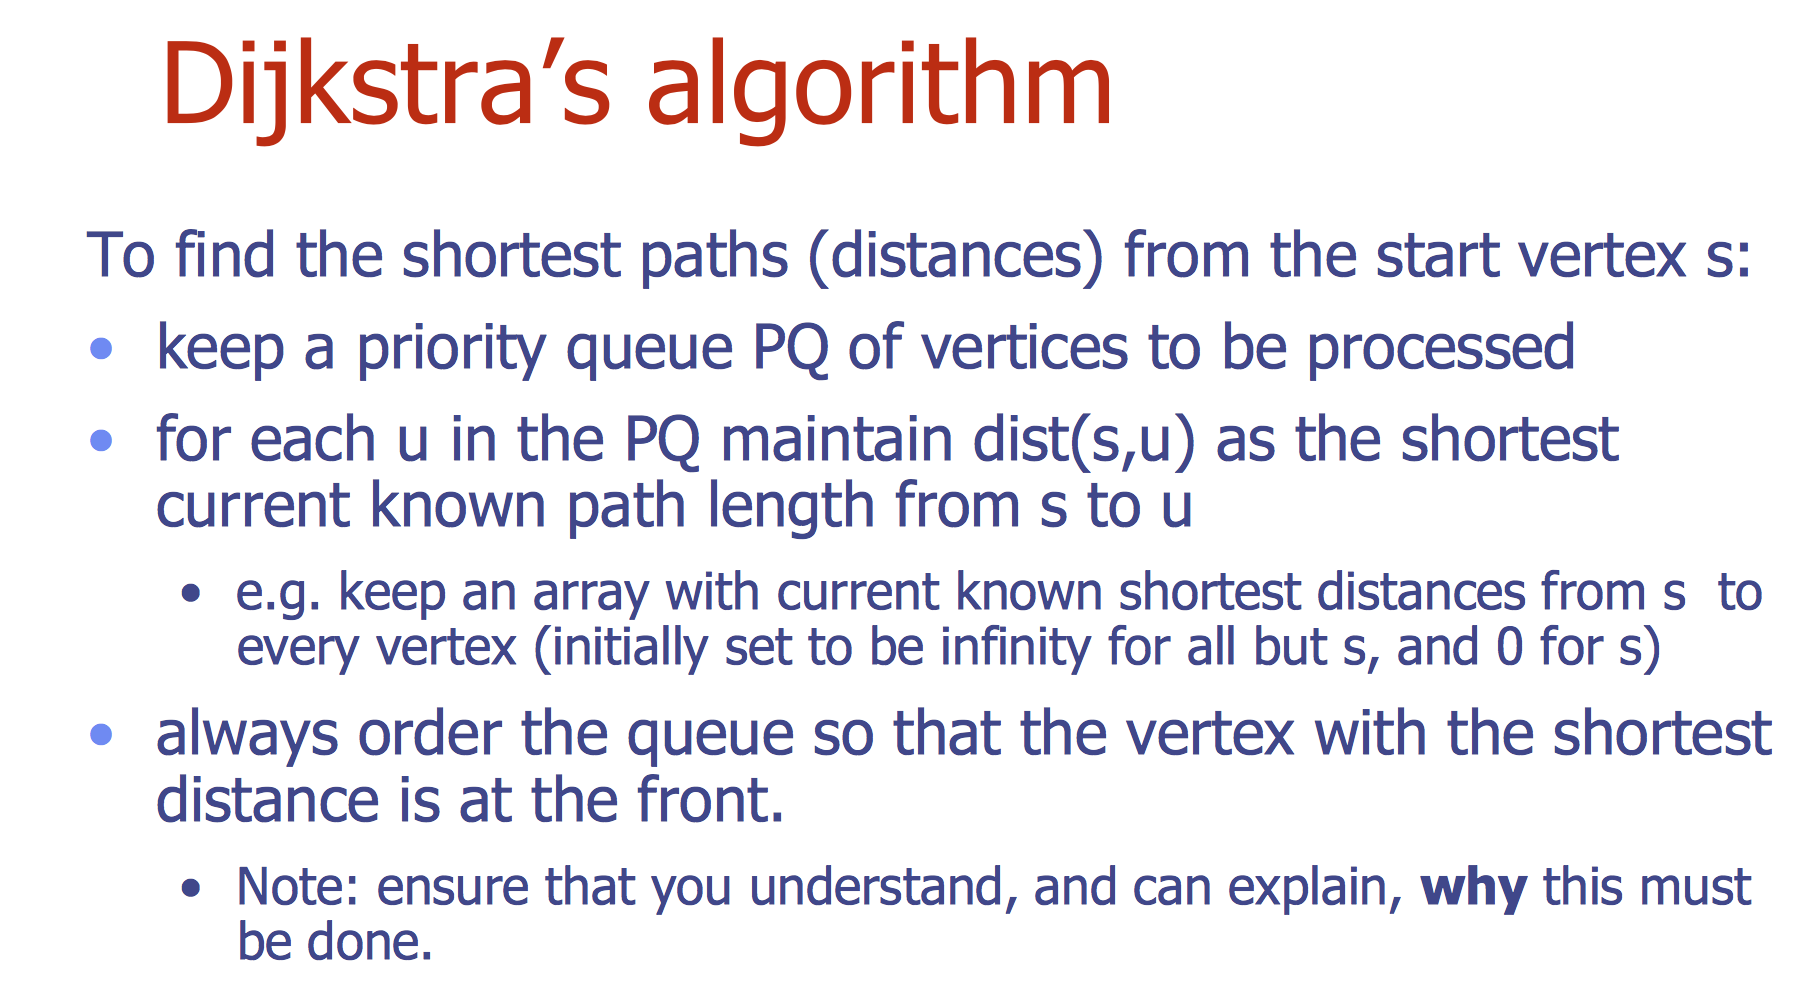 Dijkstra’s algorithm
To find the shortest paths (distances) from the start vertex s:
• keep a priority queue PQ of vertices to be processed
• for each u in the PQ maintain dist(s,u) as the shortest
current known path length from s to u
• e.g. keep an array with current known shortest distances from s  to
every vertex (initially set to be infinity for all but s, and 0 for s)
• always order the queue so that the vertex with the shortest
distance is at the front.
• Note: ensure that you understand, and can explain, why this must
be done.